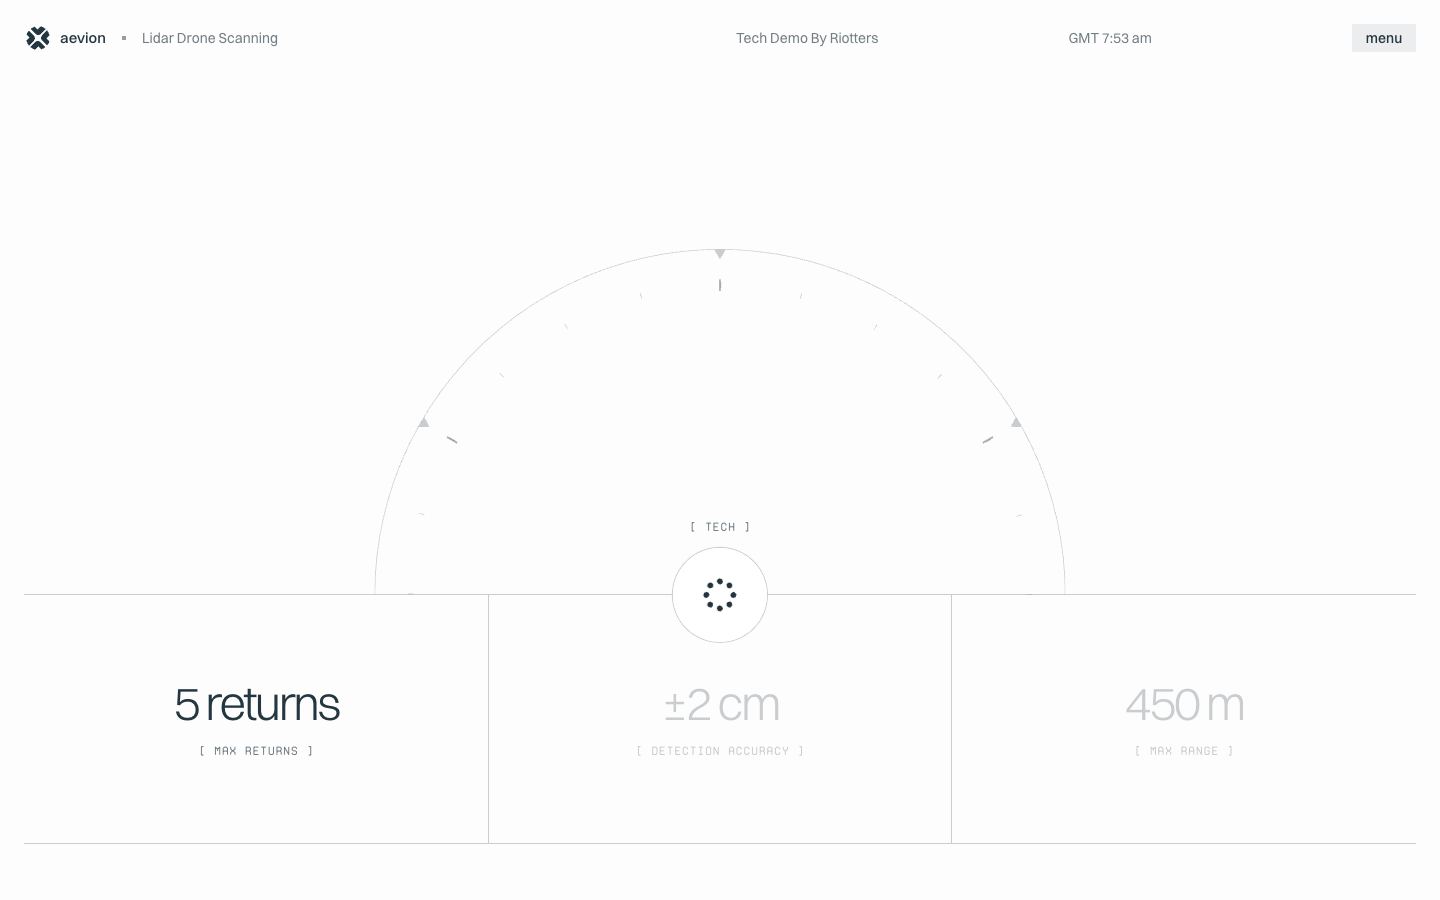 aevion
Lidar Drone Scanning
Tech Demo By Riotters
GMT 7:53 am
menu
[ TECH ]
5 returns
[ MAX RETURNS ]
±2 cm
[ DETECTION ACCURACY ]
450 m
[ MAX RANGE ]